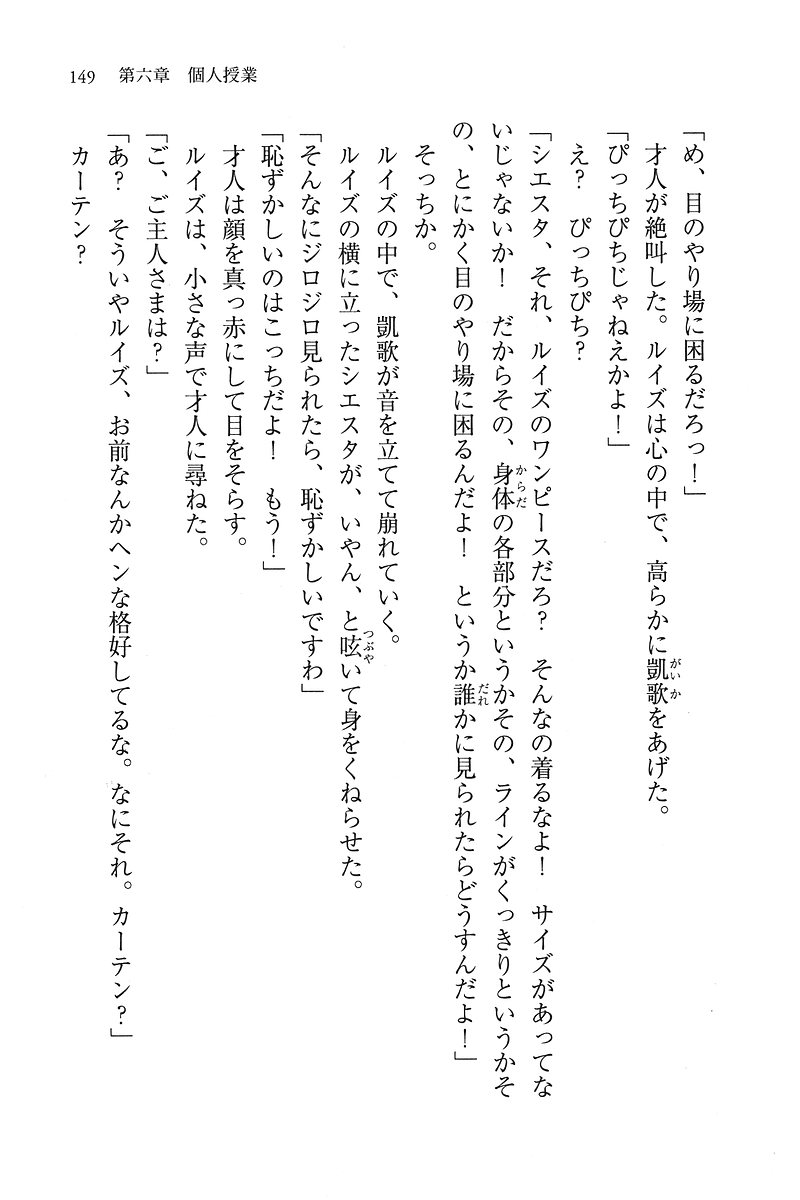 149 第六章 個人授業
「め、目のやり場に困るだろっ！」
才人が絶叫した。ルイズは心の中で、高らかに凱歌をあげた。
「ぴっちぴちじゃねえかよ！」
え？　ぴっちぴち？
「シエスタ、それ、ルイズのワンピースだろ？　そんなの着るなよ！　サイズがあってな
いじゃないか！　だからその、身体の各部分というかその、ラインがくっきりというかそ
の、とにかく目のやり場に困るんだよ！　というか誰かに見られたらどうすんだよ！」
そっちか。
ルイズの中で、凱歌が音を立てて崩れていく。
ルイズの横に立ったシエスタが、いやん、と呟いて身をくねらせた。
「そんなにジロジロ見られたら、恥ずかしいですわ」
「恥ずかしいのはこっちだよ！　もう！」
才人は顔を真っ赤にして目をそらす。
ルイズは、小さな声で才人に尋ねた。
「ご、ご主人さまは？」
「あ？　そういやルイズ、お前なんかヘンな格好してるな。なにそれ。カーテン？」
カーテン？